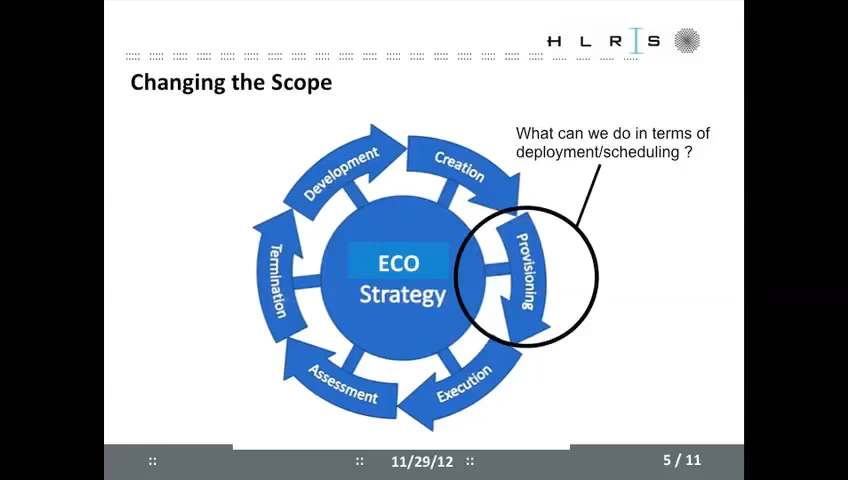 H L R I S
Changing the Scope
What can we do in terms of
deployment/scheduling ?
Development
Creation
Provisioning
Execution
Assessment
Termination
ECO
Strategy
::
::
11/29/12
::
5 / 11
::